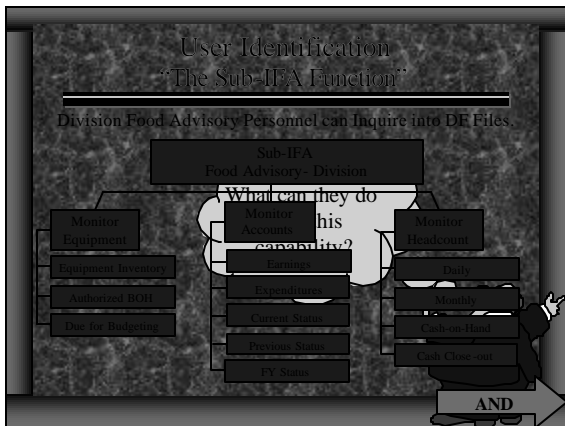 User Identification
"The Sub-IFA Function"
Division Food Advisory Personnel can Inquire into DF Files.
Sub-IFA
Food Advisory- Division
What can they do
his
capability?
Monitor
Equipment
Equipment Inventory
Authorized BOH
Due for Budgeting
Monitor
Accounts
Earnings
Expenditures
Current Status
Previous Status
FY Status
Monitor
Headcount
Daily
Monthly
Cash-on-Hand
Cash Close-out
AND